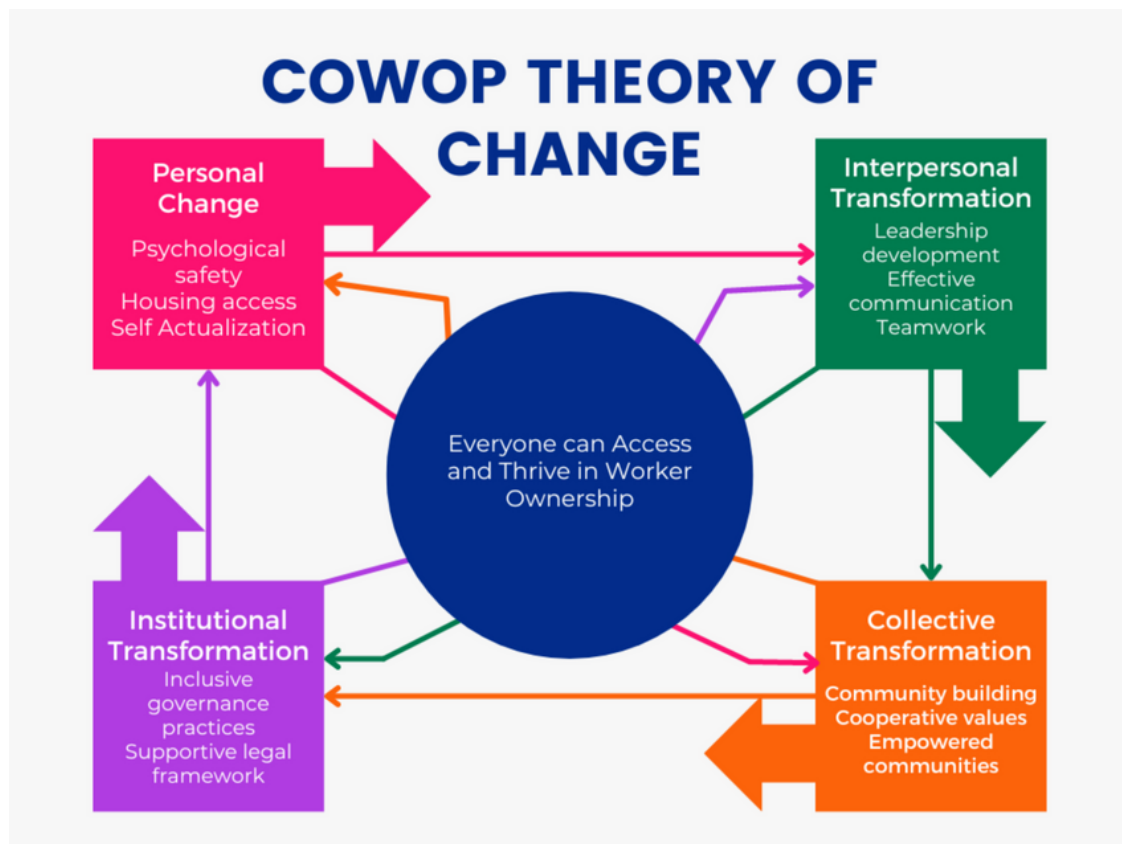 COWOP THEORY OF
CHANGE
Personal
Change
Psychological
safety
Housing access
Self Actualization
Interpersonal
Transformation
Leadership
development
Effective
communication
Teamwork
Everyone can Access
and Thrive in Worker
Ownership
Institutional
Transformation
Inclusive
governance
practices
Supportive legal
framework
Collective
Transformation
Community building
Cooperative values
Empowered
communities